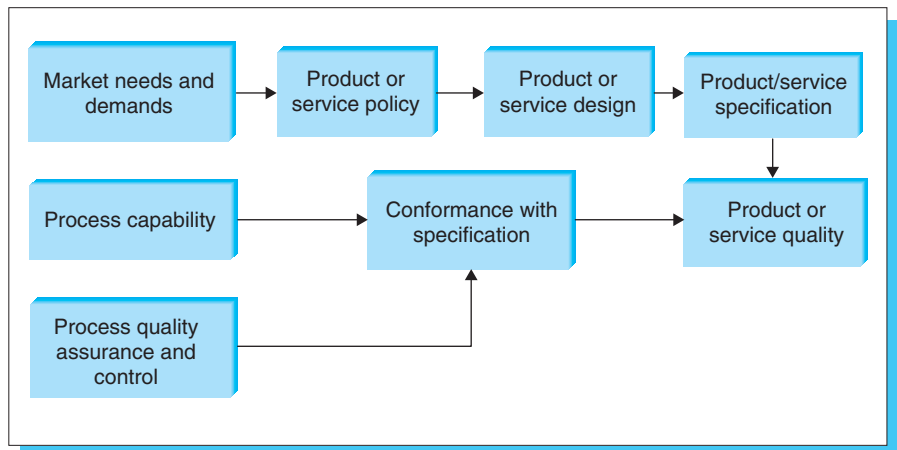 Market needs and
demands
Product or
service policy
Product or
service design
Product/service
specification
Process capability
Conformance with
specification
Product or
service quality
Process quality
assurance and
control